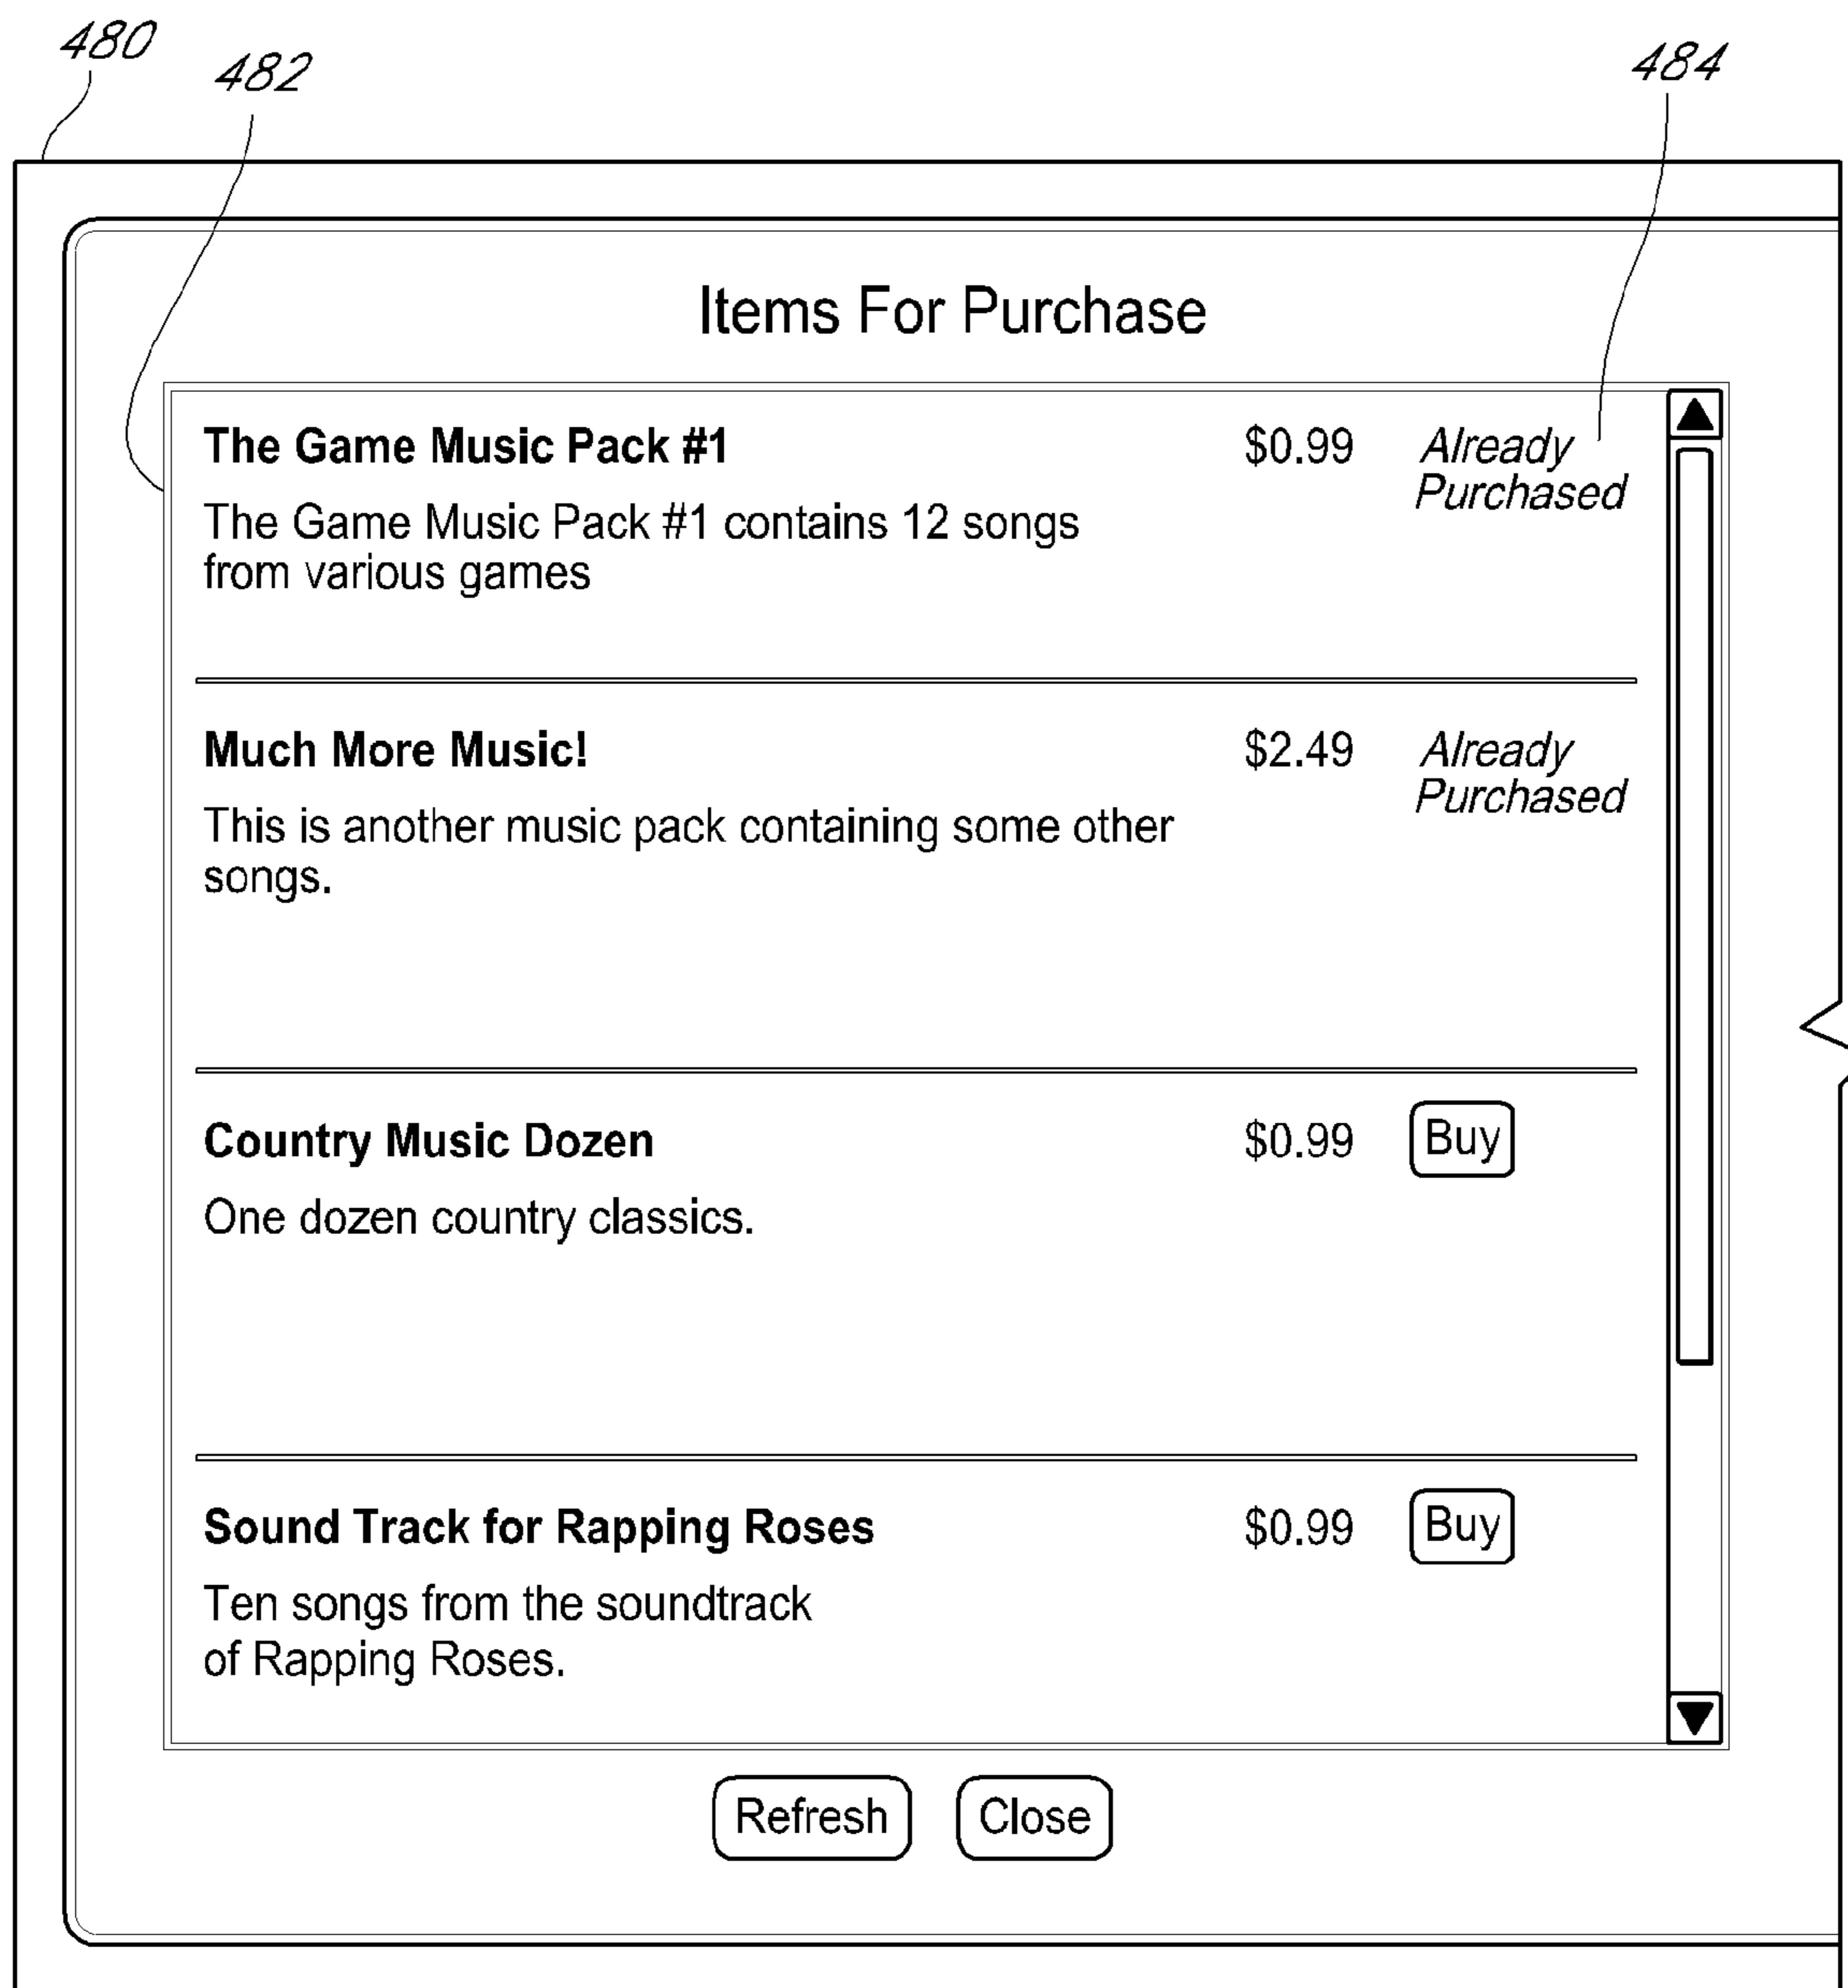 480
482
484
Items For Purchase
The Game Music Pack #1 $0.99 Already
Purchased
The Game Music Pack #1 contains 12 songs
from various games
Much More Music! $2.49 Already
Purchased
This is another music pack containing some other
songs.
Country Music Dozen $0.99 Buy
One dozen country classics.
Sound Track for Rapping Roses $0.99 Buy
Ten songs from the soundtrack
of Rapping Roses.
Refresh Close